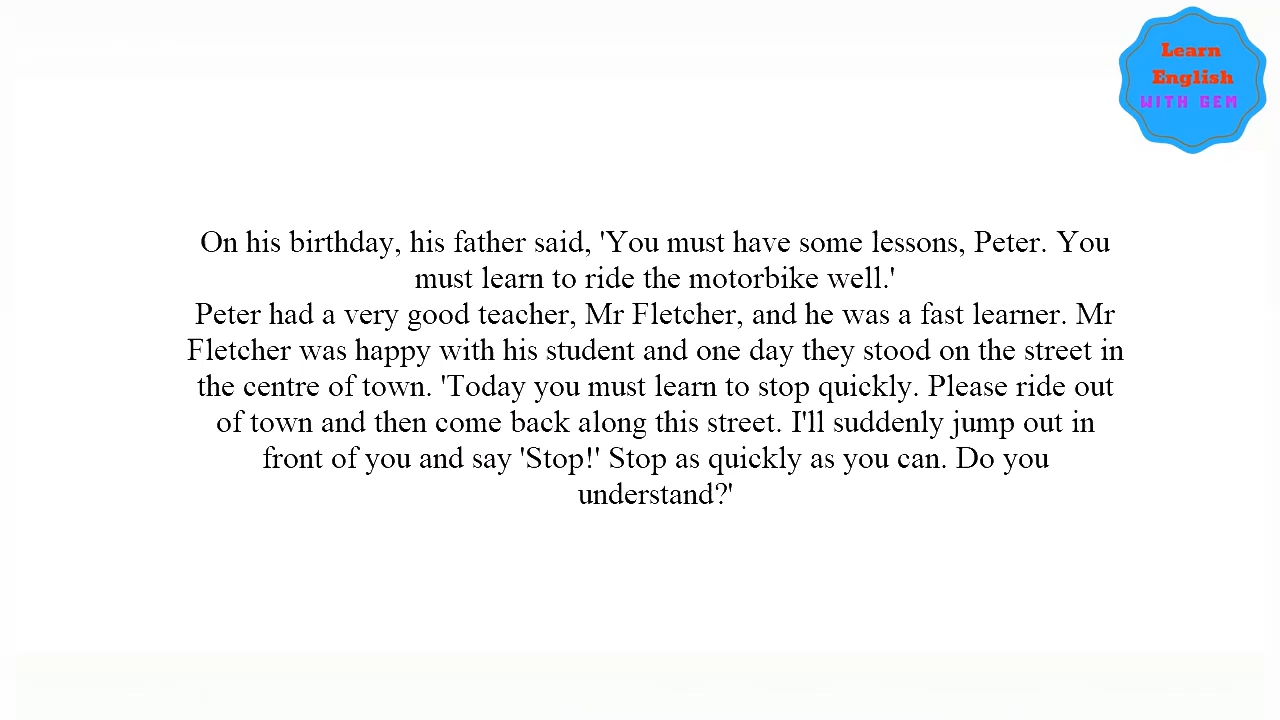 Learn
English
WITH GEM
On his birthday, his father said, 'You must have some lessons, Peter. You
must learn to ride the motorbike well.'
Peter had a very good teacher, Mr Fletcher, and he was a fast learner. Mr
Fletcher was happy with his student and one day they stood on the street in
the centre of town. 'Today you must learn to stop quickly. Please ride out
of town and then come back along this street. I'll suddenly jump out in
front of you and say 'Stop!' Stop as quickly as you can. Do you
understand?'